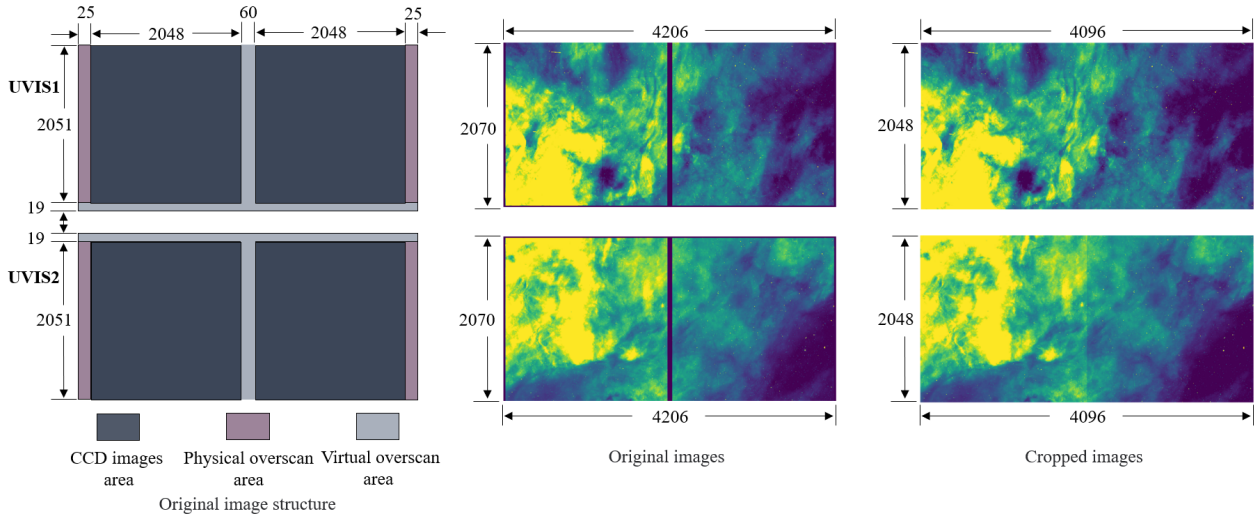 25
60
25
2048
2048
UVIS1
2051
19
19
UVIS2
2051
CCD images
area
Physical overscan
area
Virtual overscan
area
Original image structure
4206
2070
2070
4206
Original images
4096
2048
2048
4096
Cropped images